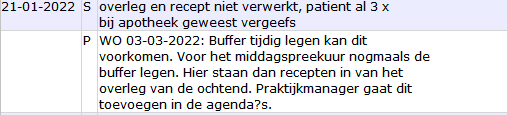 21-01-2022 S overleg en recept niet verwerkt, patient al 3 x
bij apotheek geweest vergeefs
P WO 03-03-2022: Buffer tijdig legen kan dit
voorkomen. Voor het middagspreekuur nogmaals de
buffer legen. Hier staan dan recepten in van het
overleg van de ochtend. Praktijkmanager gaat dit
toevoegen in de agenda?s.